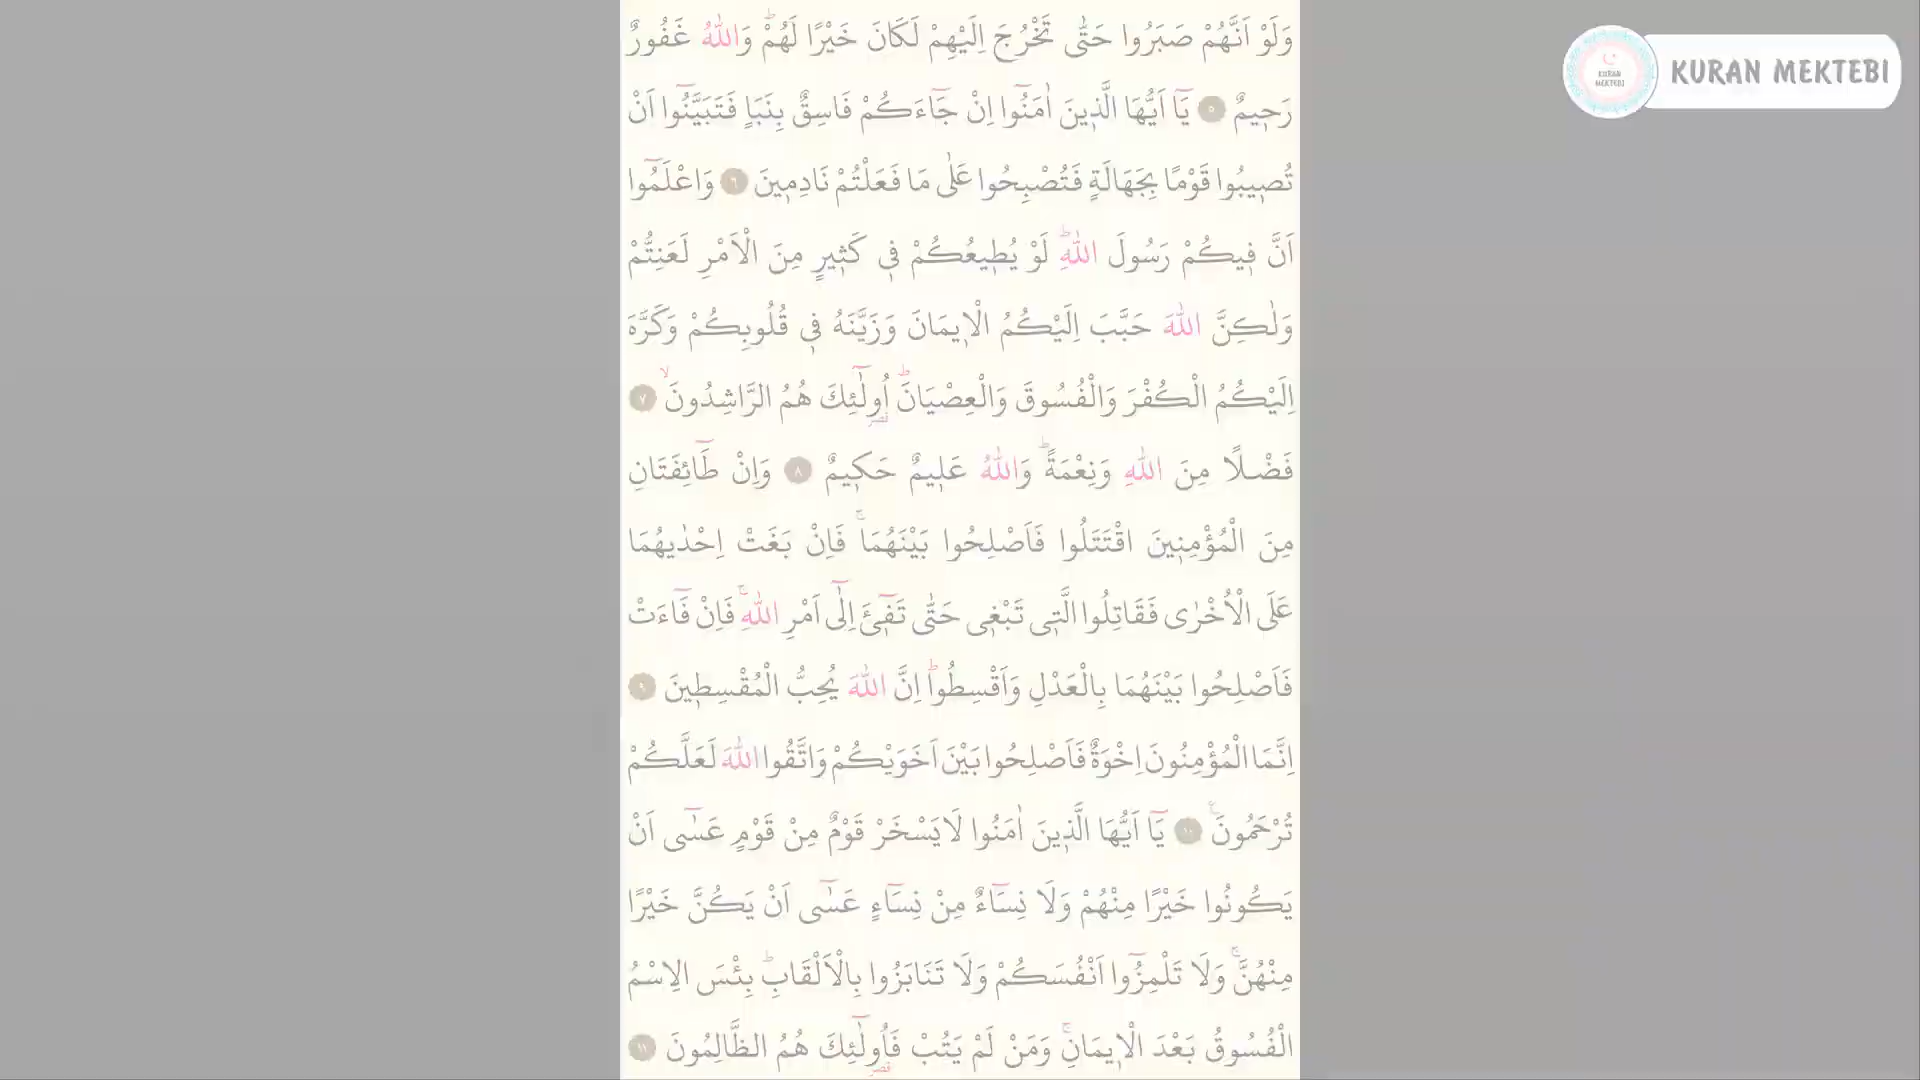 وَلَوْ اَنَّهُمْ صَبَرُوا حَتّٰى تَخْرُجَ اِلَيْهِمْ لَكَانَ خَيْرًا لَهُمْۜ وَاللّٰهُ غَفُورٌ
رَحٖيمٌ ٥ يَٓا اَيُّهَا الَّذٖينَ اٰمَنُٓوا اِنْ جَٓاءَكُمْ فَاسِقٌ بِنَبَاٍ فَتَبَيَّنُٓوا اَنْ
تُصٖيبُوا قَوْمًا بِجَهَالَةٍ فَتُصْبِحُوا عَلٰى مَا فَعَلْتُمْ نَادِمٖينَ ٦ وَاعْلَمُٓوا
اَنَّ فٖيكُمْ رَسُولَ اللّٰهِؕ لَوْ يُطٖيعُكُمْ فٖي كَثٖيرٍ مِنَ الْاَمْرِ لَعَنِتُّمْ
وَلٰكِنَّ اللّٰهَ حَبَّبَ اِلَيْكُمُ الْاٖيمَانَ وَزَيَّنَهُ فٖي قُلُوبِكُمْ وَكَرَّهَ
اِلَيْكُمُ الْكُفْرَ وَالْفُسُوقَ وَالْعِصْيَانَؕ اُولٰٓئِكَ هُمُ الرَّاشِدُونَۙ ٧
فَضْلًا مِنَ اللّٰهِ وَنِعْمَةًؕ وَاللّٰهُ عَلٖيمٌ حَكٖيمٌ ٨ وَاِنْ طَٓائِفَتَانِ
مِنَ الْمُؤْمِنٖينَ اقْتَتَلُوا فَاَصْلِحُوا بَيْنَهُمَاۚ فَاِنْ بَغَتْ اِحْدٰيهُمَا
عَلَى الْاُخْرٰى فَقَاتِلُوا الَّتٖي تَبْغٖي حَتّٰى تَفٖٓيءَ اِلٰٓى اَمْرِ اللّٰهِۚ فَاِنْ فَٓاءَتْ
فَاَصْلِحُوا بَيْنَهُمَا بِالْعَدْلِ وَاَقْسِطُواؕ اِنَّ اللّٰهَ يُحِبُّ الْمُقْسِطٖينَ ٩
اِنَّمَا الْمُؤْمِنُونَ اِخْوَةٌ فَاَصْلِحُوا بَيْنَ اَخَوَيْكُمْ وَاتَّقُوا اللّٰهَ لَعَلَّكُمْ
تُرْحَمُونَ ١٠ يَٓا اَيُّهَا الَّذٖينَ اٰمَنُوا لَا يَسْخَرْ قَوْمٌ مِنْ قَوْمٍ عَسٰٓى اَنْ
يَكُونُوا خَيْرًا مِنْهُمْ وَلَا نِسَٓاءٌ مِنْ نِسَٓاءٍ عَسٰٓى اَنْ يَكُنَّ خَيْرًا
مِنْهُنَّۚ وَلَا تَلْمِزُٓوا اَنْفُسَكُمْ وَلَا تَنَابَزُوا بِالْاَلْقَابِؕ بِئْسَ الِاسْمُ
الْفُسُوقُ بَعْدَ الْاٖيمَانِۚ وَمَنْ لَمْ يَتُبْ فَاُولٰٓئِكَ هُمُ الظَّالِمُونَ ١١
KURAN MEKTEBI
KURAN
MEKTEBI